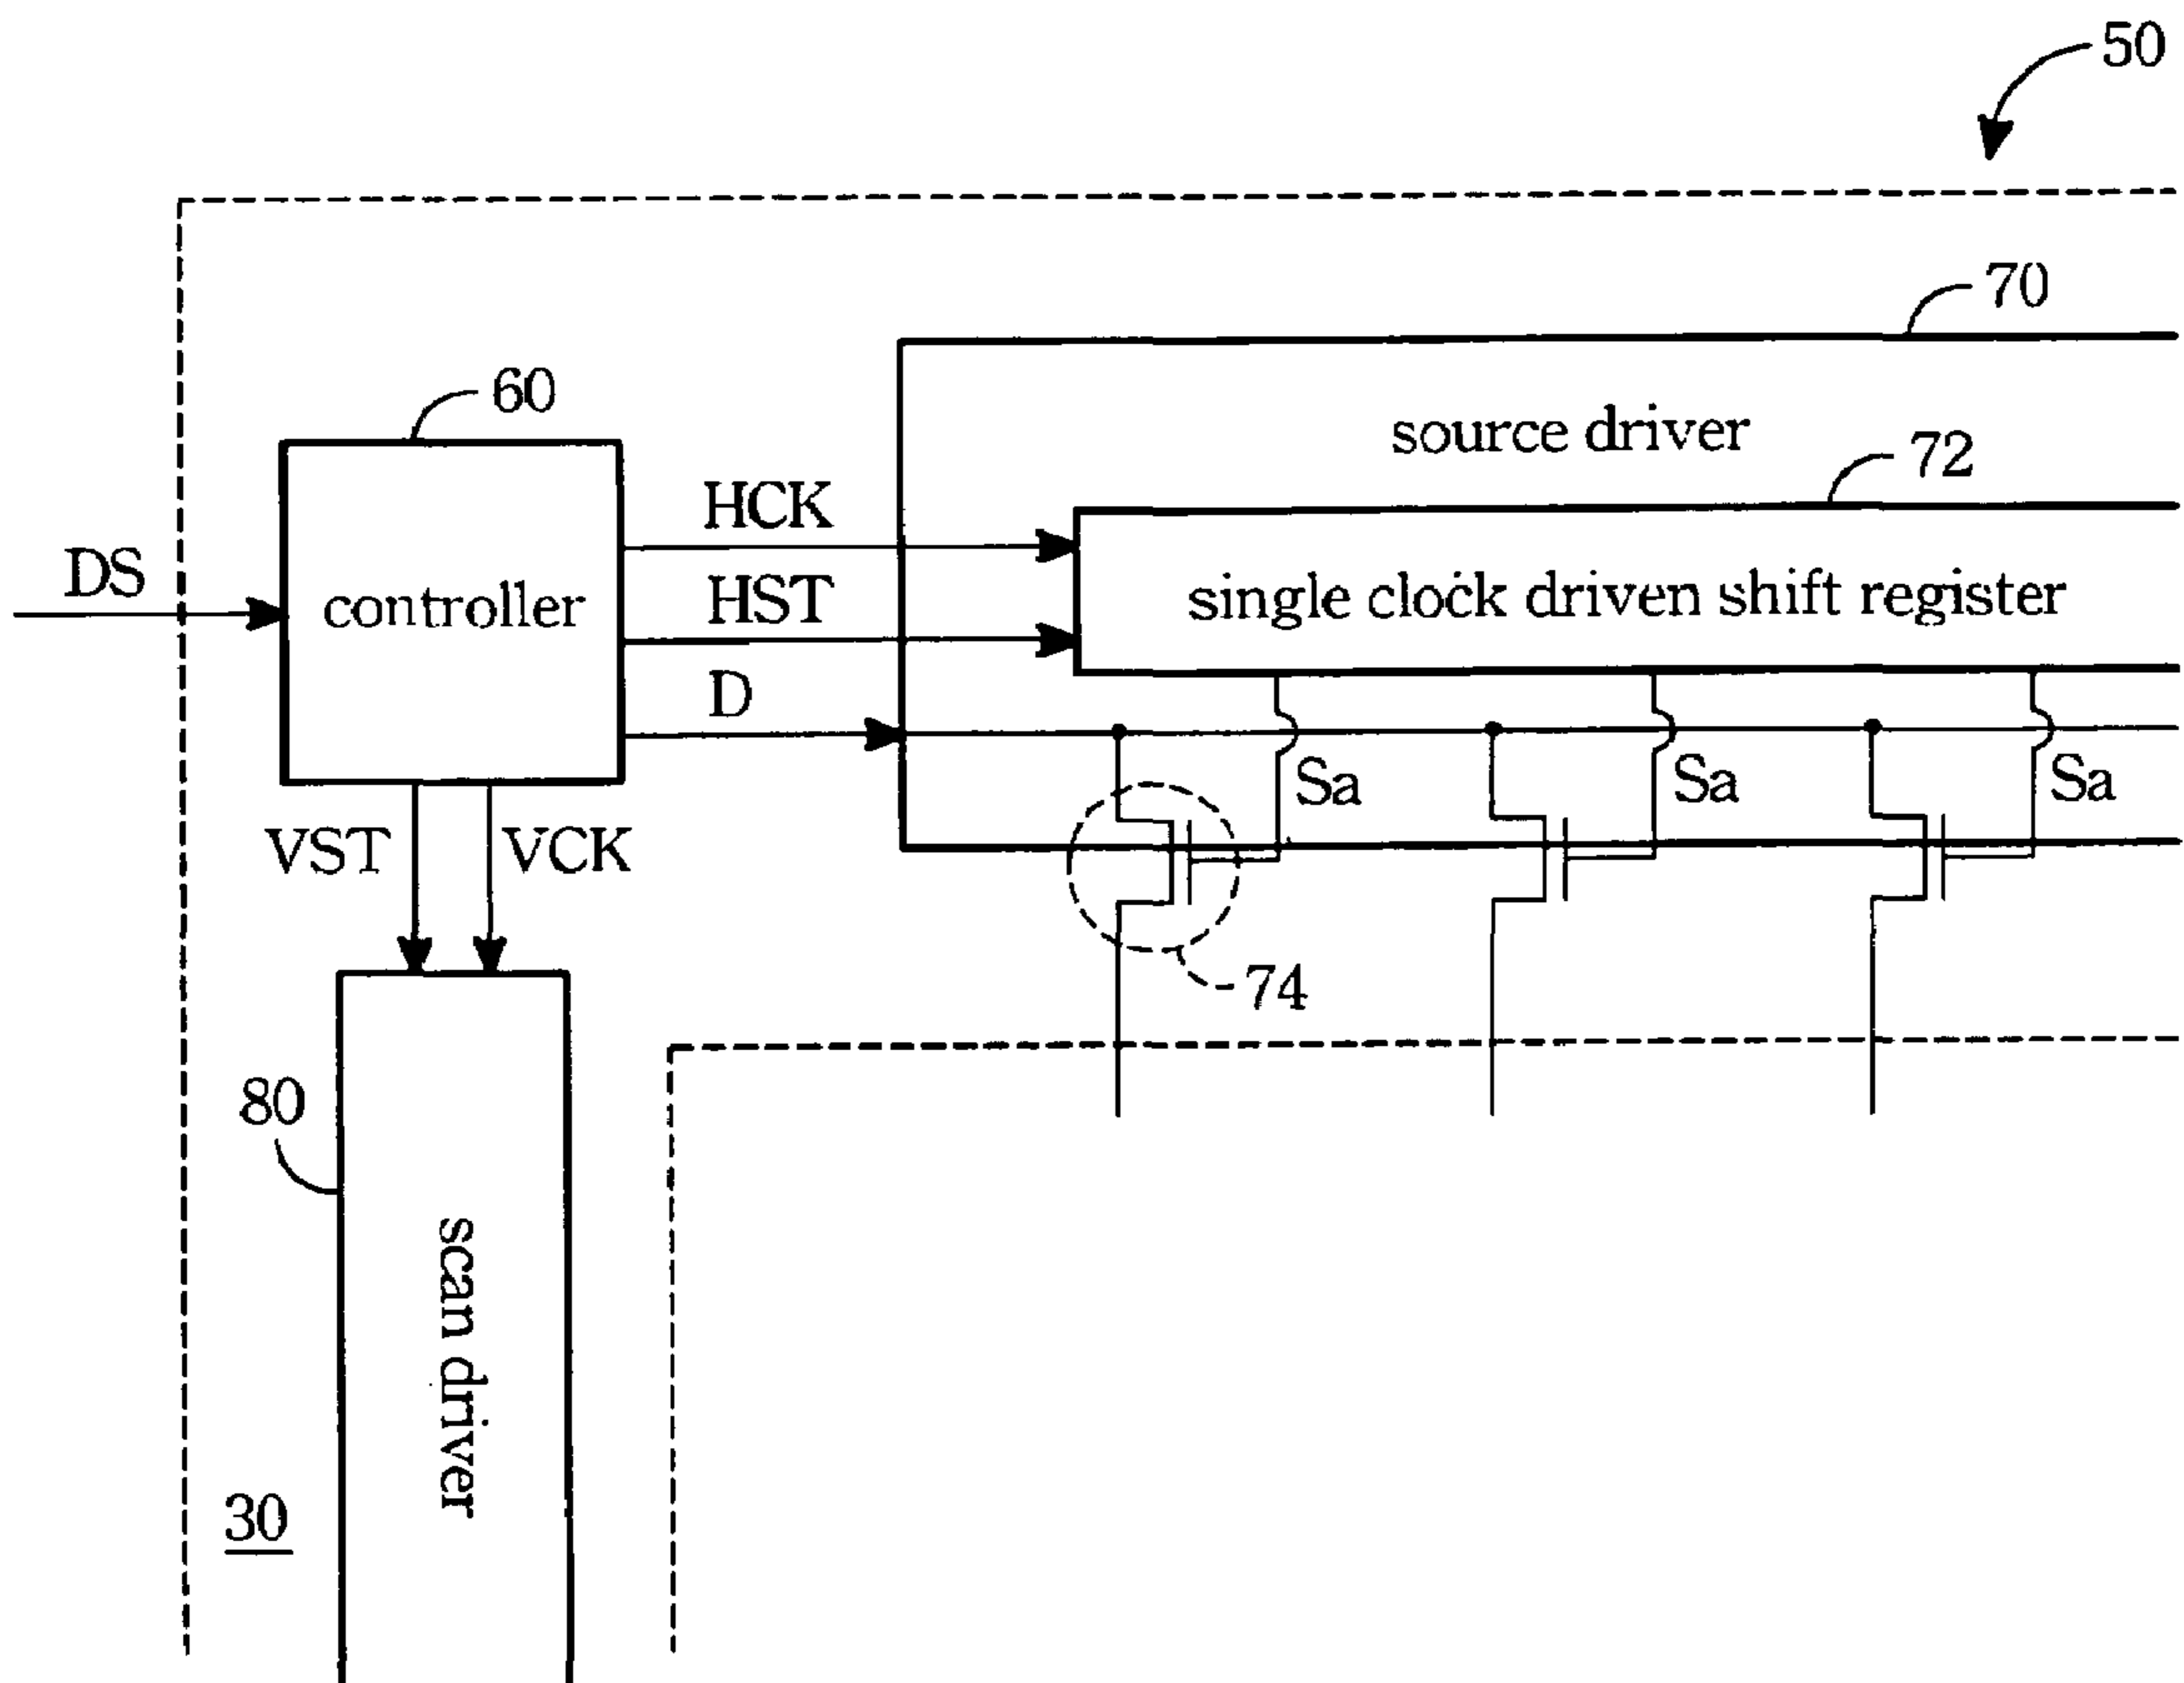 50
70
60
source driver
72
HCK
DS
HST
controller
single clock driven shift register
D
Sa
Sa
Sa
VST
VCK
74
80
scan driver
30